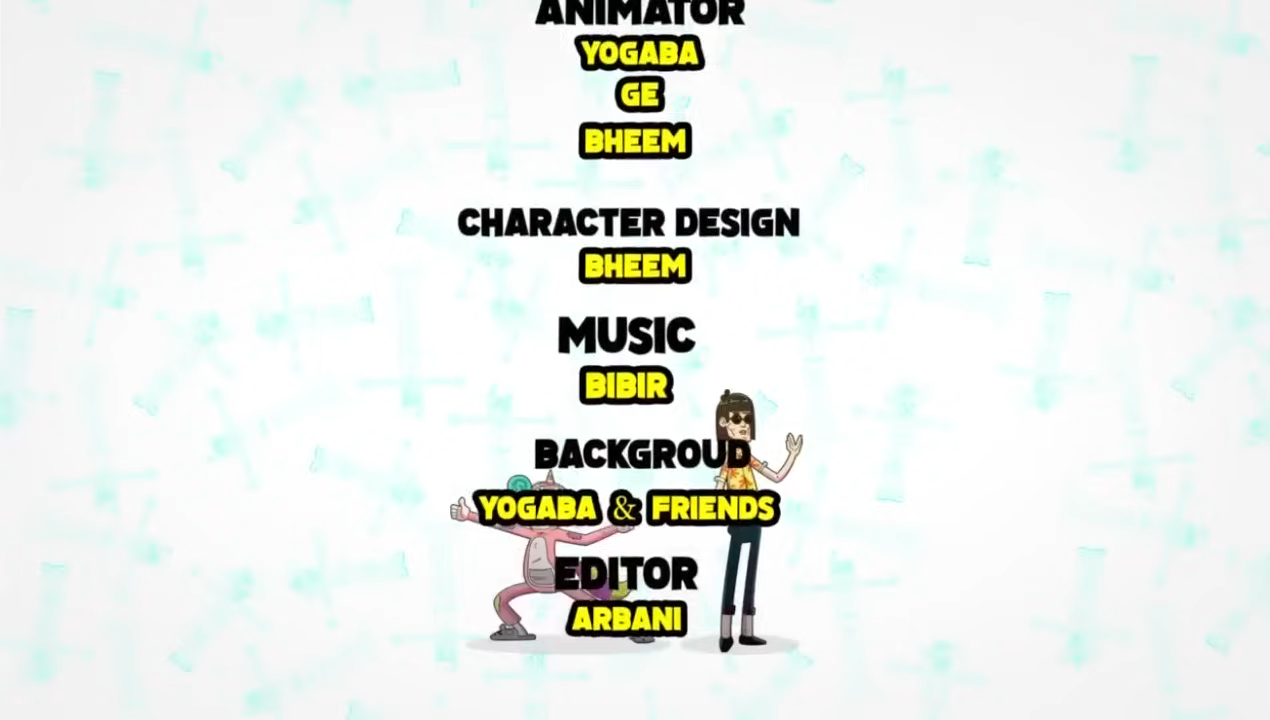 ANIMATOR
YOGABA
GE
BHEEM
CHARACTER DESIGN
BHEEM
MUSIC
BIBIR
BACKGROUD
YOGABA & FRIENDS
EDITOR
ARBANI